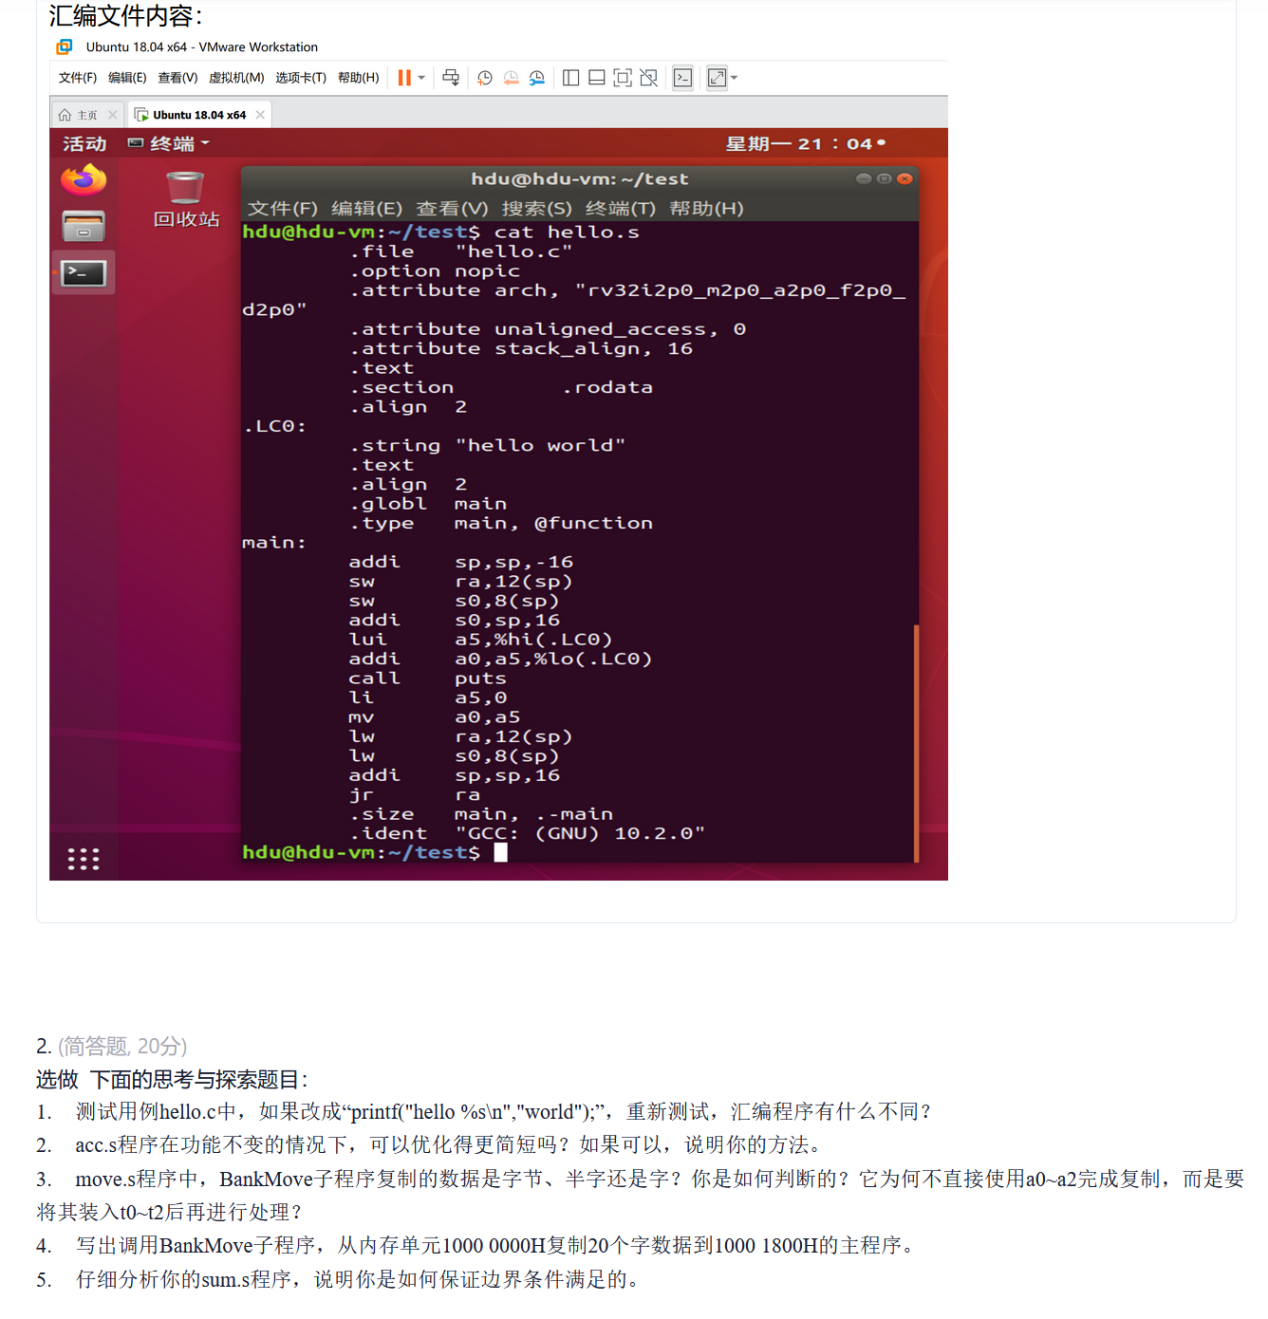 汇编文件内容：
Ubuntu 18.04 x64 - VMware Workstation
文件(F) 编辑(E) 查看(V) 虚拟机(M) 选项卡(T) 帮助(H)
主页 Ubuntu 18.04 x64
活动 终端 星期一 21：04
hdu@hdu-vm: ~/test
回收站
文件(F) 编辑(E) 查看(V) 搜索(S) 终端(T) 帮助(H)
hdu@hdu-vm:~/test$ cat hello.s
.file "hello.c"
.option nopic
.attribute arch, "rv32i2p0_m2p0_a2p0_f2p0_
d2p0"
.attribute unaligned_access, 0
.attribute stack_align, 16
.text
.section .rodata
.align 2
.LC0:
.string "hello world"
.text
.align 2
.globl main
.type main, @function
main:
addi sp,sp,-16
sw ra,12(sp)
sw s0,8(sp)
addi s0,sp,16
lui a5,%hi(.LC0)
addi a0,a5,%lo(.LC0)
call puts
li a5,0
mv a0,a5
lw ra,12(sp)
lw s0,8(sp)
addi sp,sp,16
jr ra
.size main, .-main
.ident "GCC: (GNU) 10.2.0"
hdu@hdu-vm:~/test$
2. (简答题, 20分)
选做 下面的思考与探索题目：
1. 测试用例hello.c中，如果改成“printf("hello %s\n","world");”，重新测试，汇编程序有什么不同？
2. acc.s程序在功能不变的情况下，可以优化得更简短吗？如果可以，说明你的方法。
3. move.s程序中，BankMove子程序复制的数据是字节、半字还是字？你是如何判断的？它为何不直接使用a0~a2完成复制，而是要
将其装入t0~t2后再进行处理？
4. 写出调用BankMove子程序，从内存单元1000 0000H复制20个字数据到1000 1800H的主程序。
5. 仔细分析你的sum.s程序，说明你是如何保证边界条件满足的。